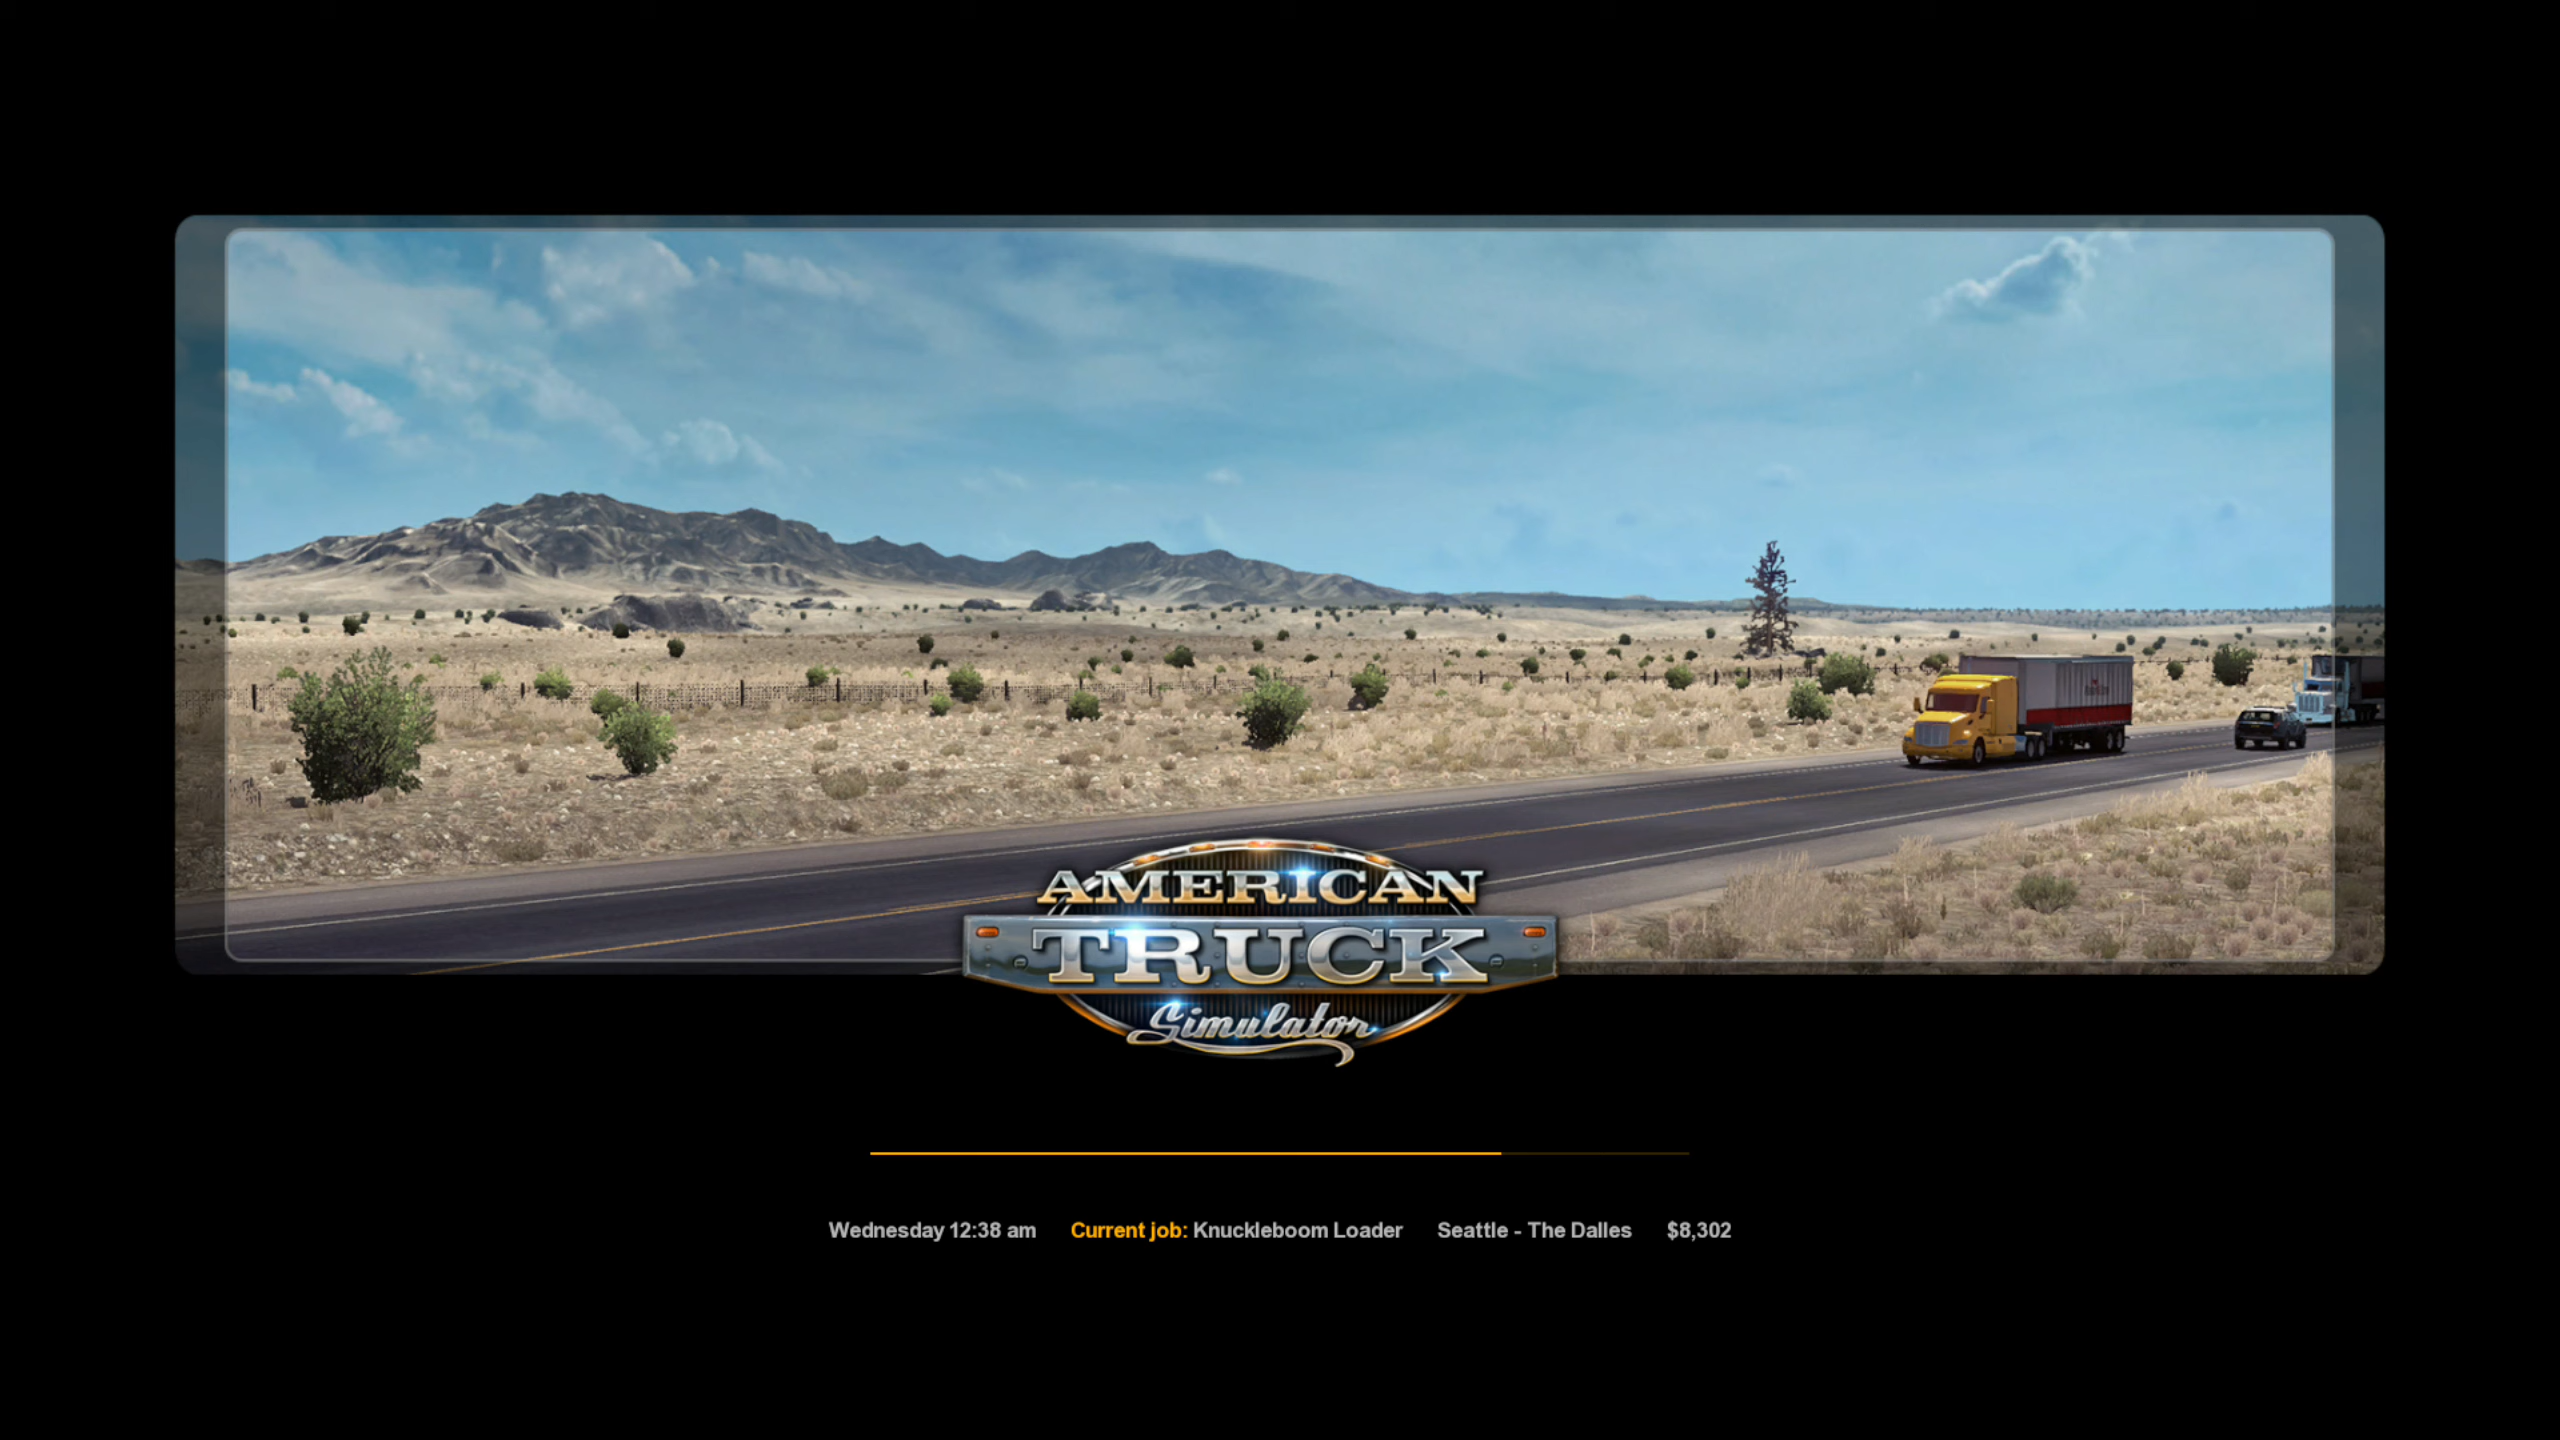 AMERICAN
TRUCK
Simulator
Wednesday 12:38 am Current job: Knuckleboom Loader Seattle - The Dalles $8,302